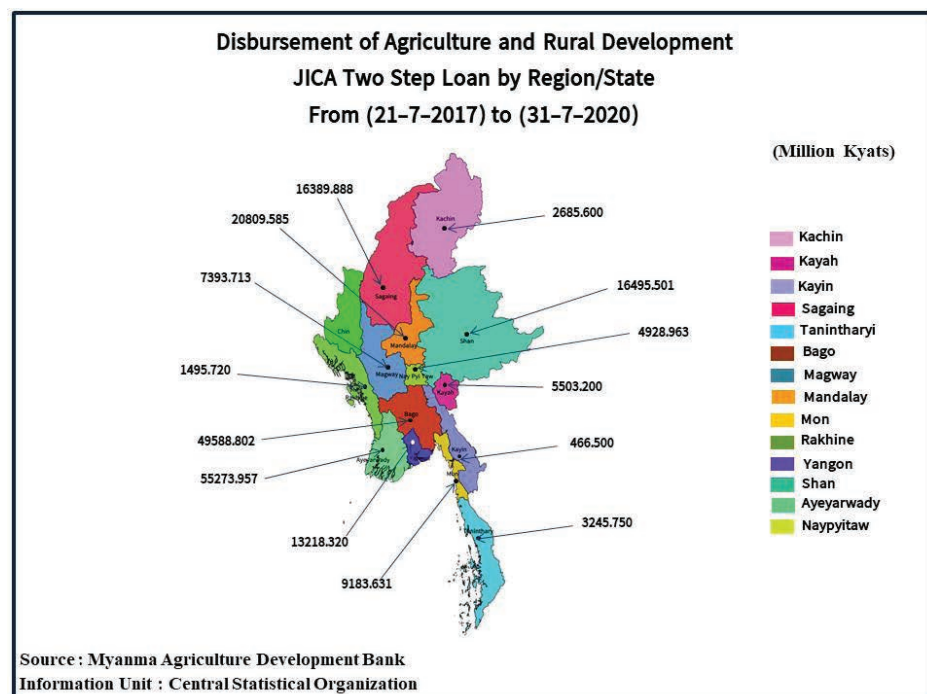 Disbursement of Agriculture and Rural Development
JICA Two Step Loan by Region/State
From (21-7-2017) to (31-7-2020)
(Million Kyats)
16389.888
20809.585
7393.713
1495.720
49588.802
55273.957
13218.320
9183.631
2685.600
16495.501
4928.963
5503.200
466.500
3245.750
Kachin
Sagaing
Chin
Mandalay
Shan
Magway
Nay Pyi Taw
Kayah
Bago
Ayeyarwady
Kayin
Kachin
Kayah
Kayin
Sagaing
Tanintharyi
Bago
Magway
Mandalay
Mon
Rakhine
Yangon
Shan
Ayeyarwady
Naypyitaw
Source : Myanma Agriculture Development Bank
Information Unit : Central Statistical Organization